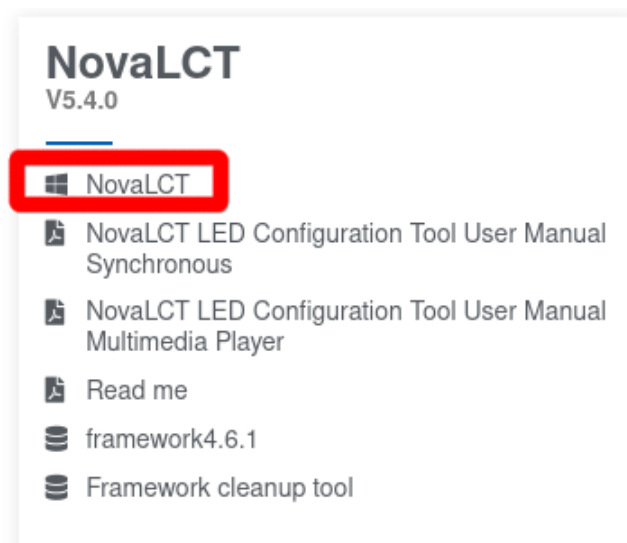 NovaLCT
V5.4.0
NovaLCT
NovaLCT LED Configuration Tool User Manual
Synchronous
NovaLCT LED Configuration Tool User Manual
Multimedia Player
Read me
framework4.6.1
Framework cleanup tool